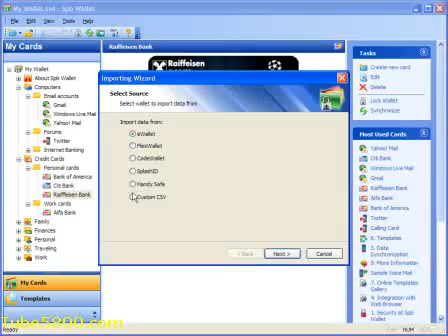 My Wallet.swl - Spb Wallet
File Edit View Tools Help
My Cards
My Wallet
About Spb Wallet
Computers
Email accounts
Gmail
Windows Live Mail
Yahoo! Mail
Forums
Twitter
Internet Banking
Credit Cards
Personal cards
Bank of America
Citi Bank
Raiffeisen Bank
Work cards
Alfa Bank
Family
Finances
Personal
Traveling
Work
My Cards
Templates
Raiffeisen Bank
Raiffeisen
BANK
Importing Wizard
Select Source
Select wallet to import data from
Import data from:
eWallet
FlexWallet
CodeWallet
SplashID
Handy Safe
Custom CSV
< Back
Next >
Cancel
Tasks
Create new card
Edit
Delete
Lock Wallet
Synchronize
Most Used Cards
Yahoo! Mail
Citi Bank
Windows Live Mail
Gmail
Raiffeisen Bank
Alfa Bank
Bank of America
Twitter
Internet Banking
6. Templates
5. Data Synchronization
3. More Information
Sample Voice Mail
7. Online Templates Gallery
4. Integration with Web Browser
1. Security at Spb Wallet
Ready
NUM
Tube5800.com